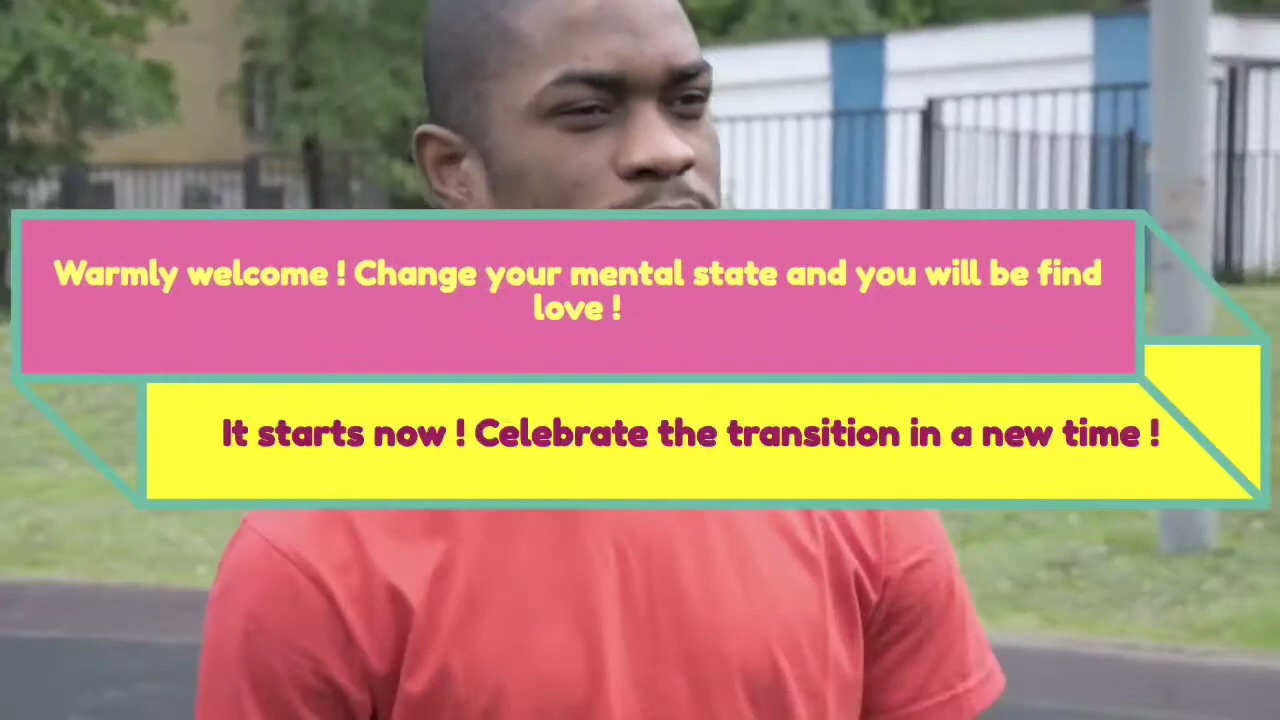 Warmly welcome ! Change your mental state and you will be find
love !
It starts now ! Celebrate the transition in a new time !